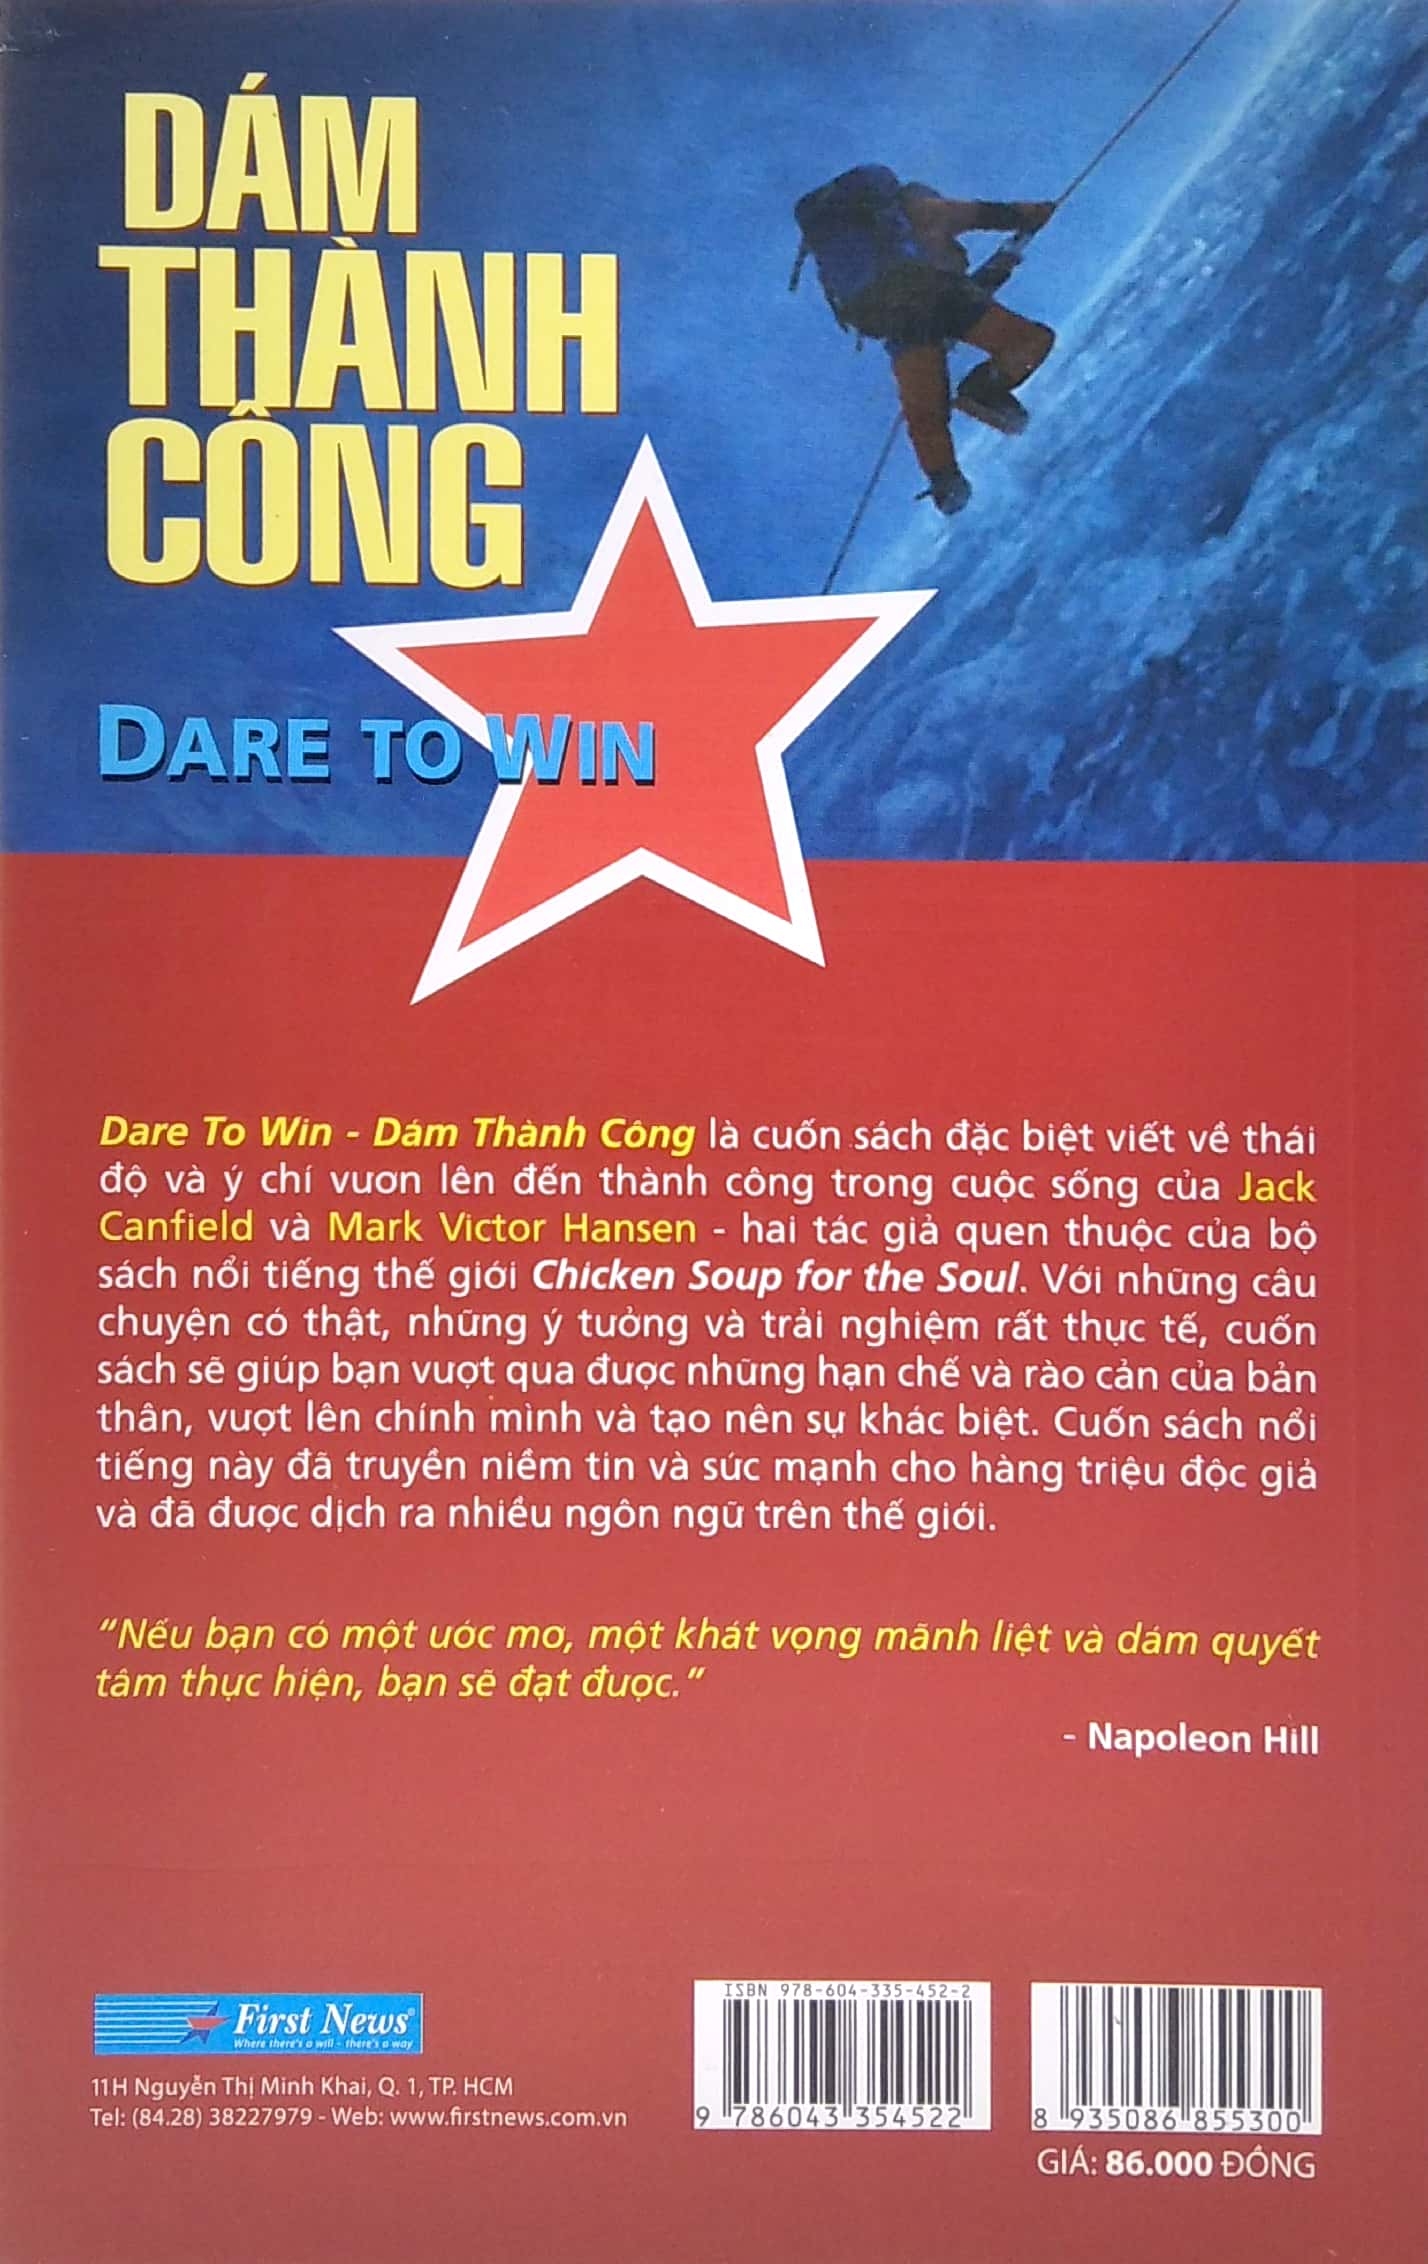 DÁM
THÀNH
CÔNG
DARE TO WIN
Dare To Win - Dám Thành Công là cuốn sách đặc biệt viết về thái
độ và ý chí vươn lên đến thành công trong cuộc sống của Jack
Canfield và Mark Victor Hansen - hai tác giả quen thuộc của bộ
sách nổi tiếng thế giới Chicken Soup for the Soul. Với những câu
chuyện có thật, những ý tưởng và trải nghiệm rất thực tế, cuốn
sách sẽ giúp bạn vượt qua được những hạn chế và rào cản của bản
thân, vượt lên chính mình và tạo nên sự khác biệt. Cuốn sách nổi
tiếng này đã truyền niềm tin và sức mạnh cho hàng triệu độc giả
và đã được dịch ra nhiều ngôn ngữ trên thế giới.
“Nếu bạn có một ước mơ, một khát vọng mãnh liệt và dám quyết
tâm thực hiện, bạn sẽ đạt được.”
- Napoleon Hill
First News®
Where there's a will - there's a way
11H Nguyễn Thị Minh Khai, Q. 1, TP. HCM
Tel: (84.28) 38227979 - Web: www.firstnews.com.vn
ISBN 978-604-335-452-2
9 786043 354522
8 935086 855300
GIÁ: 86.000 ĐỒNG